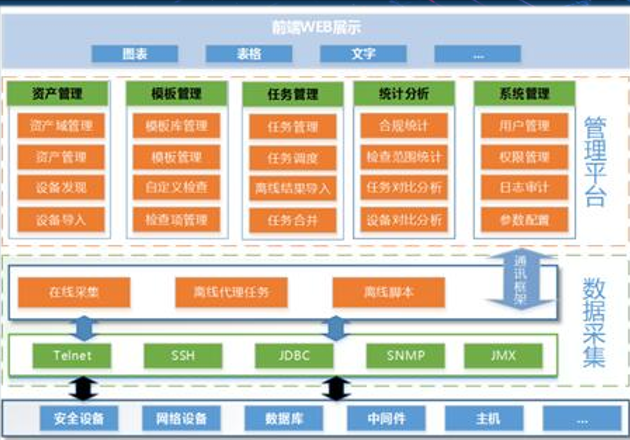 前端WEB展示
图表 表格 文字 ...
资产管理 模板管理 任务管理 统计分析 系统管理
资产域管理 模板库管理 任务管理 合规统计 用户管理
资产管理 模板管理 任务调度 检查范围统计 权限管理
设备发现 自定义检查 离线结果导入 任务对比分析 日志审计
设备导入 检查项管理 任务合并 设备对比分析 参数配置
管理平台
通讯框架
在线采集 离线代理任务 离线脚本
数据采集
Telnet SSH JDBC SNMP JMX
安全设备 网络设备 数据库 中间件 主机 ...